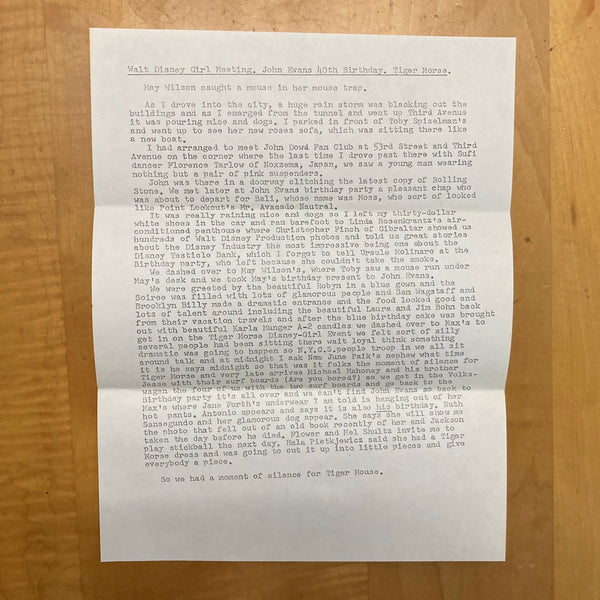 Walt Disney Girl Meeting. John Evans 40th Birthday. Tiger Morse.
May Wilson caught a mouse in her mouse trap.
As I drove into the city, a huge rain storm was blacking out the
buildings and as I emerged from the tunnel and went up Third Avenue
it was pouring mice and dogs. I parked in front of Toby Spiselman's
and went up to see her new roses sofa, which was sitting there like
a new boat.
I had arranged to meet John Dowd Fan Club at 53rd Street and Third
Avenue on the corner where the last time I drove past there with Sufi
dancer Florence Tarlow of Noxzema, Japan, we saw a young man wearing
nothing but a pair of pink suspenders.
John was there in a doorway clitching the latest copy of Rolling
Stone. We met later at John Evans birthday party a pleasant chap who
was about to depart for Bali, whose name was Moss, who sort of looked
like Point Lookout's Mr. Avacado Nautral.
It was really raining mice and dogs so I left my thirty-dollar
white shoes in the car and ran barefoot to Linda Rosenkrantz's air-
conditioned penthouse where Christopher Finch of Gibraltar showed us
hundreds of Walt Disney Production photos and told us great stories
about the Disney Industry the most impressive being one about the
Disney Testicle Bank, which I forgot to tell Ursule Molinaro at the
Birthday party, who left because she couldn't take the smoke.
We dashed over to May Wilson's, where Toby saw a mouse run under
May's desk and we took May's birthday present to John Evans.
We were greeted by the beautiful Robyn in a blue gown and the
Soiree was filled with lots of glamorous people and Sam Wagstaff and
Brooklyn Billy made a dramatic entrance and the food looked good and
lots of talent around including the beautiful Laura and Jim Sohn back
from their vacation travels and after the blue birthday cake was brought
out with beautiful Karla Munger A-2 candles we dashed over to Max's to
get in on the Tiger Morse Disney-Girl Event we felt sort of silly
several people had been sitting there wait loyal think something
dramatic was going to happen so N.Y.C.S.people troop in we all sit
around talk and at midnight I ask Nam June Paik's nephew what time
it is he says midnight so that was it folks the moment of silence for
Tiger Morse and very late arrives Michael Mahoney and his brother
Jesse with their surf boards (Are you bored?) so we get in the Volks-
wagen the four of us with the two surf boards and go back to the
Birthday party it's all over and we can't find John Evans so back to
Max's where Jane Forth's underwear I am told is hanging out of her
hot  pants. Antonio appears and says it is also his birthday. Ruth
Sansegundo and her glamorous dog appear. She says she will show me
the photo that fell out of an old book recently of her and Jackson
taken the day before he died. Flower and Mel Shultz invite me to
play stickball the next day. Hala Pietkiewicz said she had a Tigar
Morse dress and was going to cut it up into little pieces and give
everybody a piece.
So we had a moment of silence for Tiger Mouse.